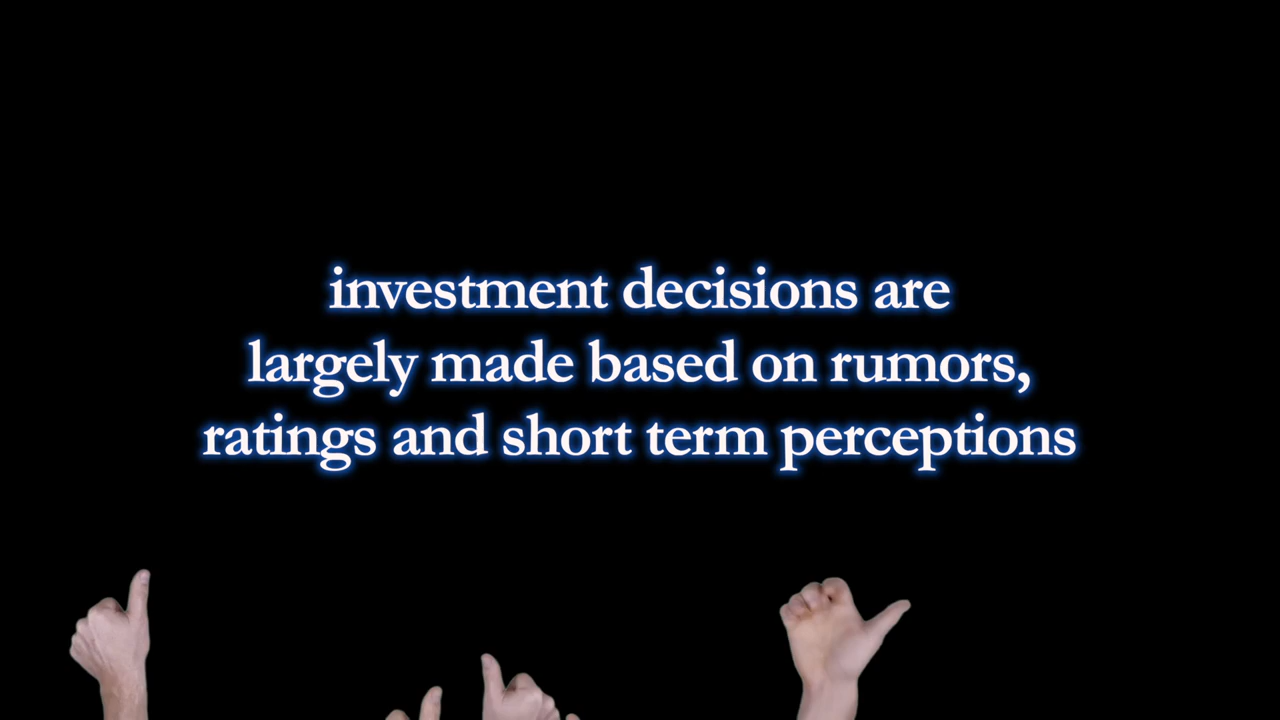 investment decisions are
largely made based on rumors,
ratings and short term perceptions